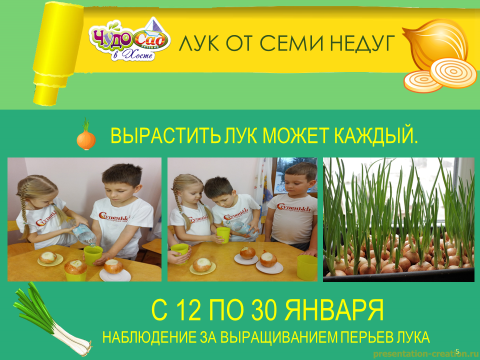 ЧУДО Сад
в Хосте
ЛУК ОТ СЕМИ НЕДУГ
ВЫРАСТИТЬ ЛУК МОЖЕТ КАЖДЫЙ.
С 12 ПО 30 ЯНВАРЯ
НАБЛЮДЕНИЕ ЗА ВЫРАЩИВАНИЕМ ПЕРЬЕВ ЛУКА
5
presentation-creation.ru